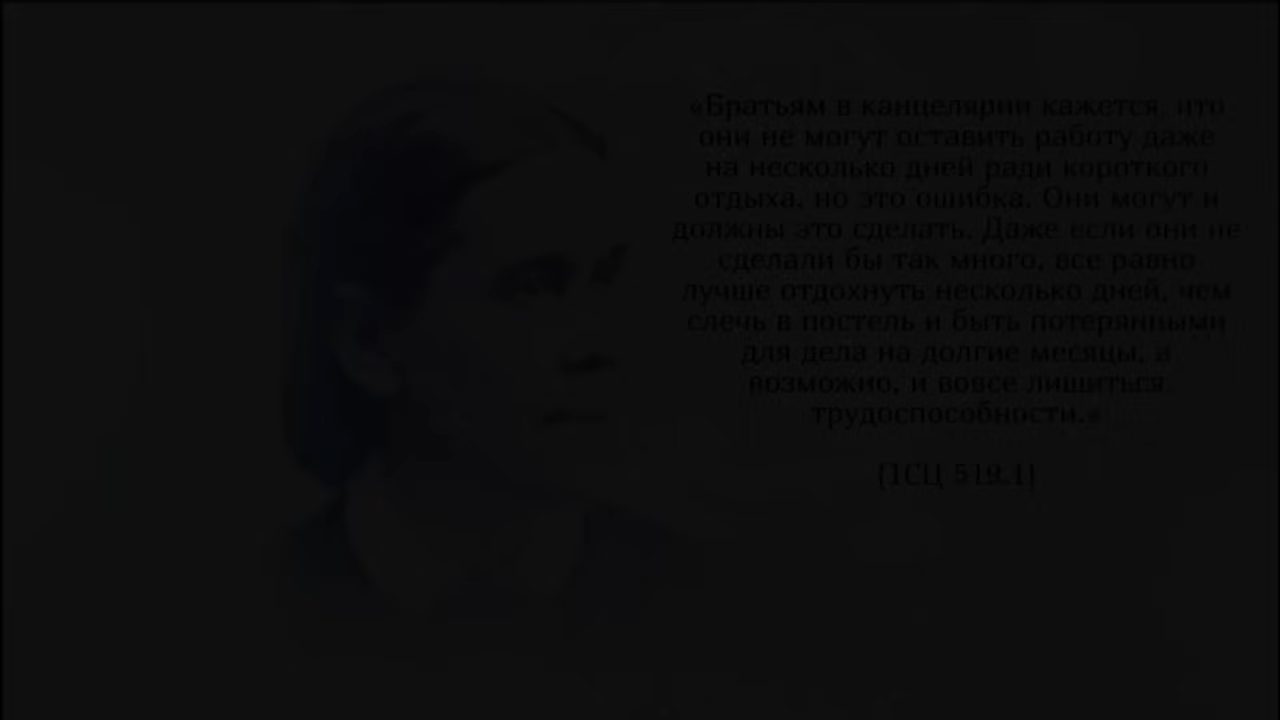 «Братьям в канцелярии кажется, что
они не могут оставить работу даже
на несколько дней ради короткого
отдыха, но это ошибка. Они могут и
должны это сделать. Даже если они не
сделали бы так много, все равно
лучше отдохнуть несколько дней, чем
слечь в постель и быть потерянными
для дела на долгие месяцы, а
возможно, и вовсе лишиться
трудоспособности.«
[1СЦ 519.1]